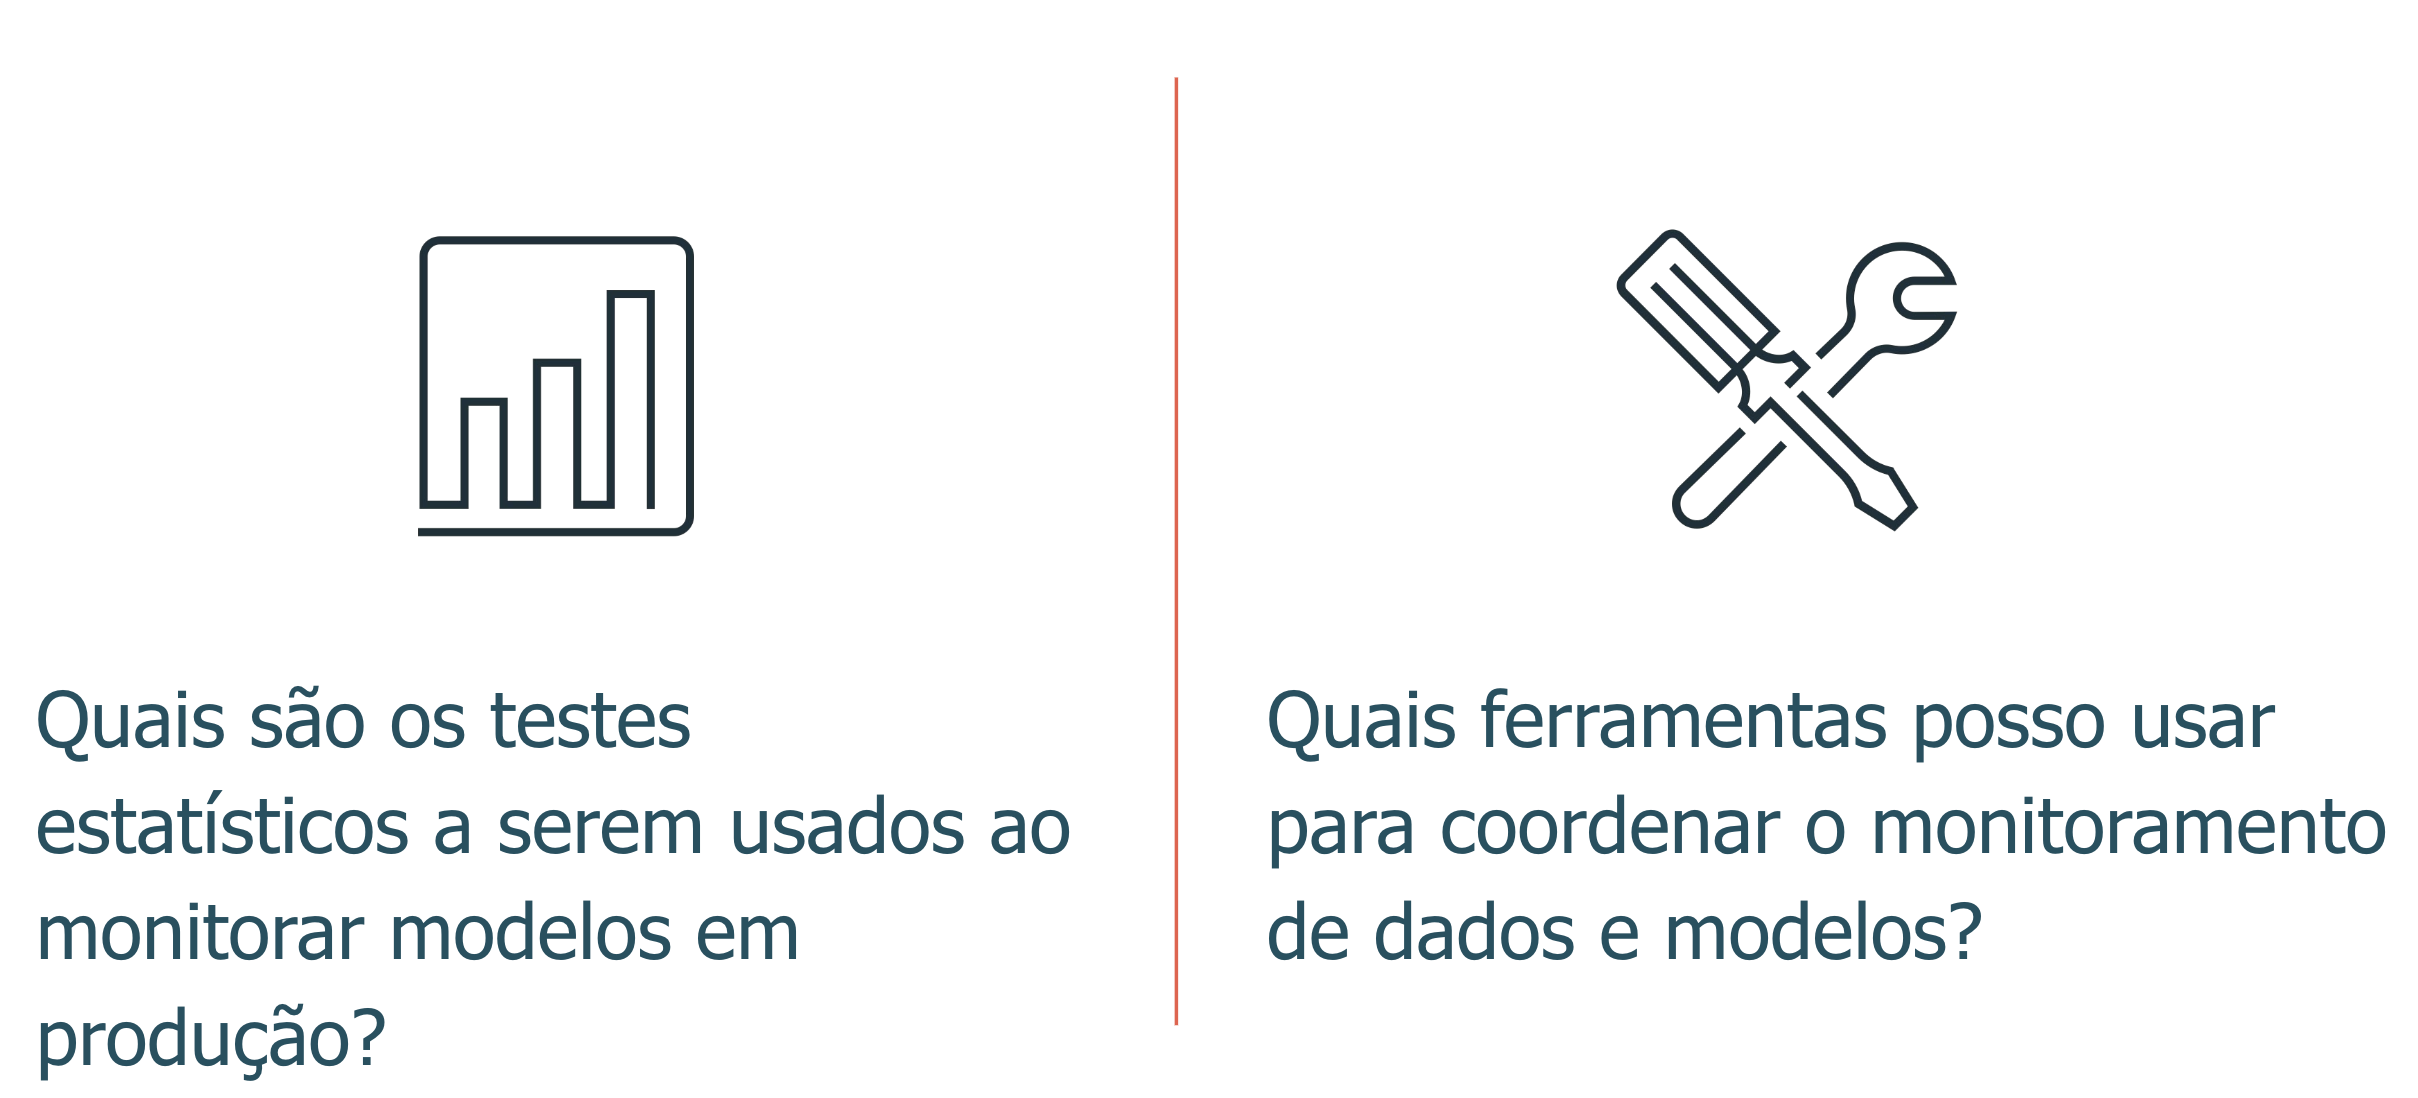 Quais são os testes
estatísticos a serem usados ao
monitorar modelos em
produção?
Quais ferramentas posso usar
para coordenar o monitoramento
de dados e modelos?